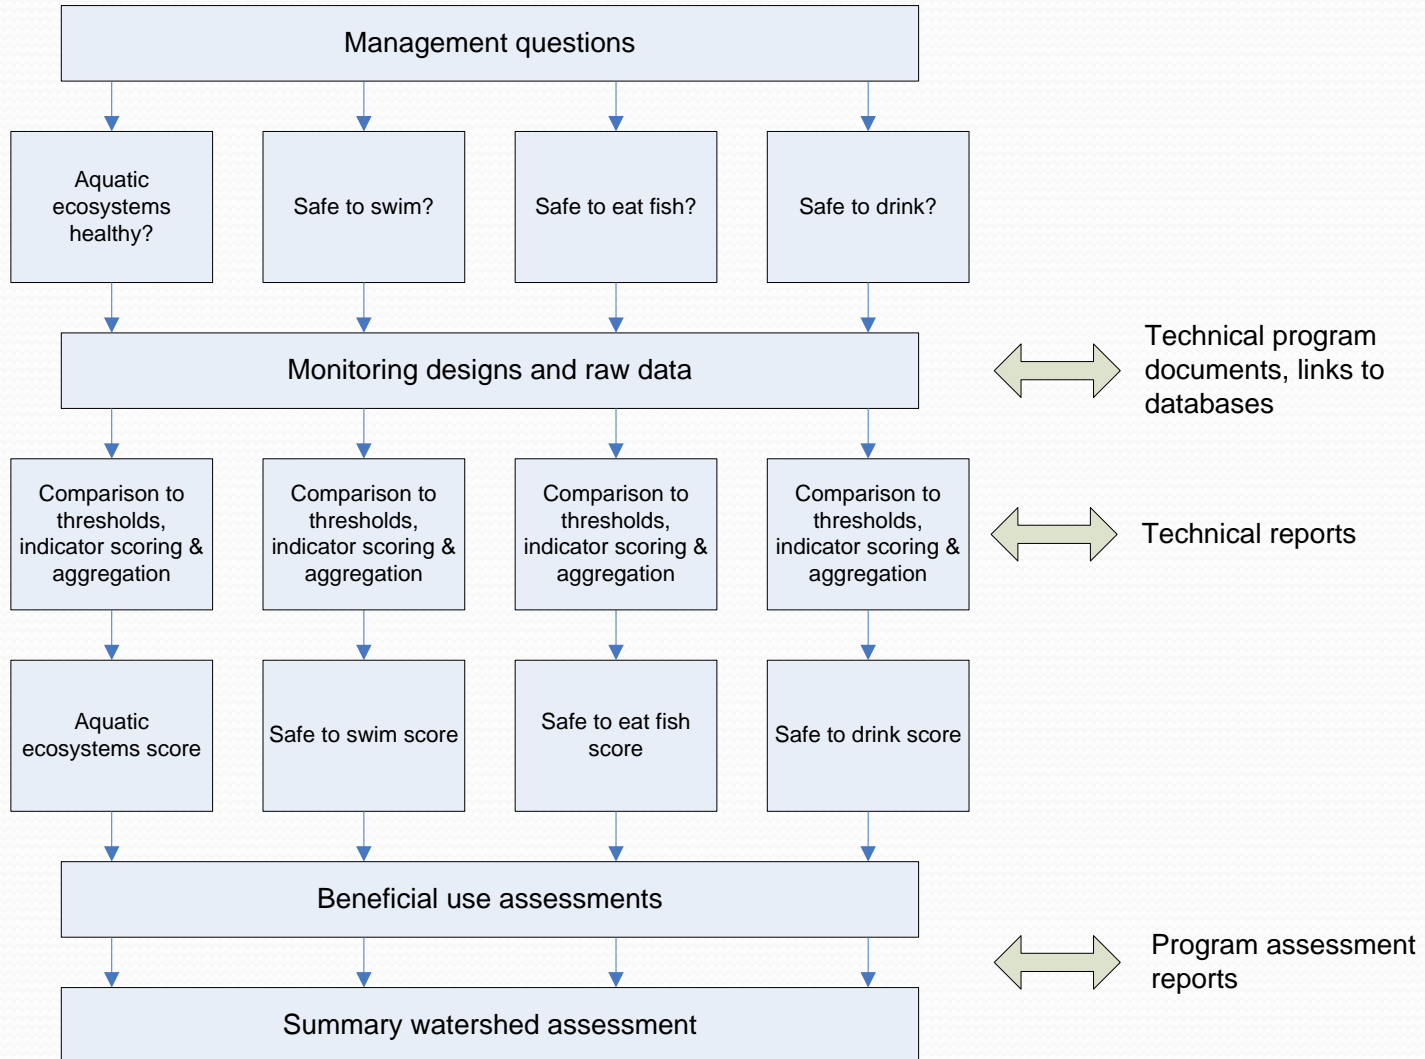 Management questions
Aquatic
ecosystems
healthy?
Safe to swim?
Safe to eat fish?
Safe to drink?
Monitoring designs and raw data
Technical program
documents, links to
databases
Comparison to
thresholds,
indicator scoring &
aggregation
Comparison to
thresholds,
indicator scoring &
aggregation
Comparison to
thresholds,
indicator scoring &
aggregation
Comparison to
thresholds,
indicator scoring &
aggregation
Technical reports
Aquatic
ecosystems score
Safe to swim score
Safe to eat fish
score
Safe to drink score
Beneficial use assessments
Program assessment
reports
Summary watershed assessment